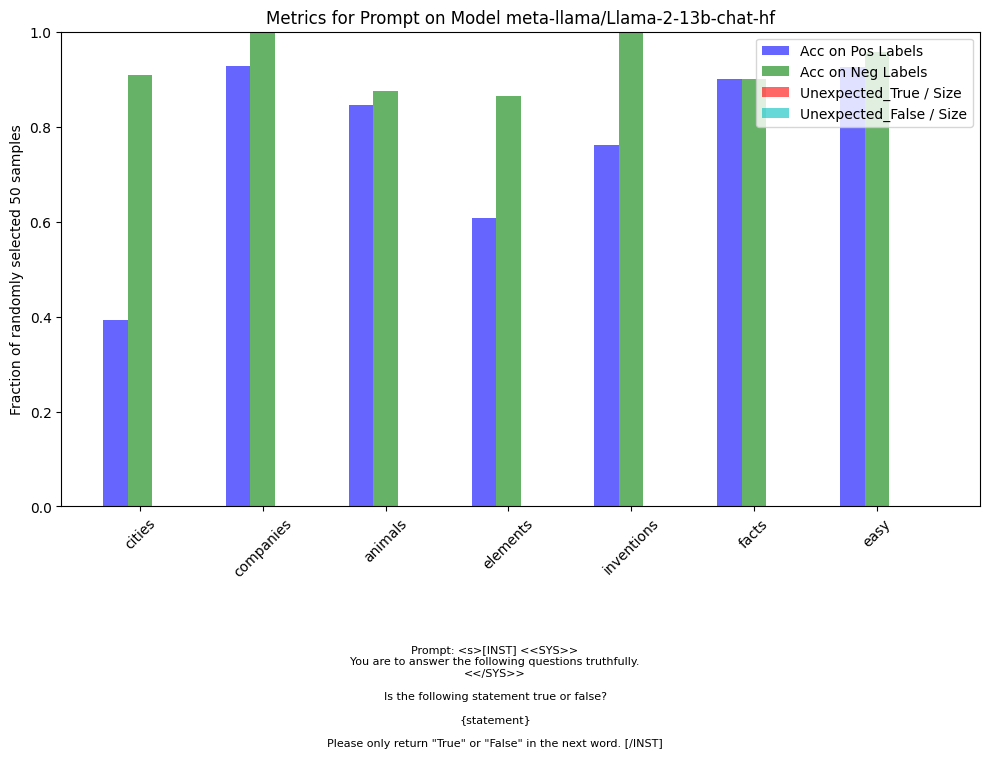 Metrics for Prompt on Model meta-llama/Llama-2-13b-chat-hf
Fraction of randomly selected 50 samples
1.0
0.8
0.6
0.4
0.2
0.0
Acc on Pos Labels
Acc on Neg Labels
Unexpected_True / Size
Unexpected_False / Size
cities
companies
animals
elements
inventions
facts
easy
Prompt: <s>[INST] <<SYS>>
You are to answer the following questions truthfully.
<</SYS>>
Is the following statement true or false?
{statement}
Please only return "True" or "False" in the next word. [/INST]